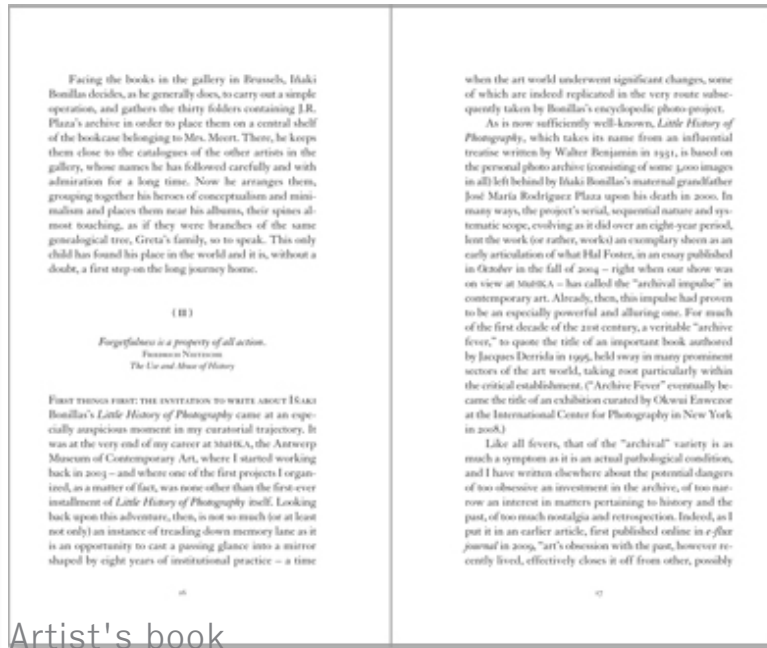 Facing the books in the gallery in Brussels, Iñaki
Bonillas decides, as he generally does, to carry out a simple
operation, and gathers the thirty folders containing J.R.
Plaza's archive in order to place them on a central shelf
of the bookcase belonging to Mrs. Meert. There, he keeps
them close to the catalogues of the other artists in the
gallery, whose names he has followed carefully and with
admiration for a long time. Now he arranges them,
grouping together his heroes of conceptualism and mini-
malism and places them near his albums, their spines al-
most touching, as if they were branches of the same
genealogical tree, Greta's family, so to speak. This only
child has found his place in the world and it is, without a
doubt, a first step on the long journey home.
( III )
Forgetfulness is a property of all action.
Friedrich Nietzsche
The Use and Abuse of History
First things first: the invitation to write about Iñaki
Bonillas's Little History of Photography came at an espe-
cially auspicious moment in my curatorial trajectory. It
was at the very end of my career at MuHKA, the Antwerp
Museum of Contemporary Art, where I started working
back in 2003 – and where one of the first projects I organ-
ized, as a matter of fact, was none other than the first-ever
installment of Little History of Photography itself. Looking
back upon this adventure, then, is not so much (or at least
not only) an instance of treading down memory lane as it
is an opportunity to cast a passing glance into a mirror
shaped by eight years of institutional practice – a time
26
when the art world underwent significant changes, some
of which are indeed replicated in the very route subse-
quently taken by Bonillas's encyclopedic photo-project.
As is now sufficiently well-known, Little History of
Photography, which takes its name from an influential
treatise written by Walter Benjamin in 1931, is based on
the personal photo archive (consisting of some 3,000 images
in all) left behind by Iñaki Bonillas's maternal grandfather
José María Rodríguez Plaza upon his death in 2000. In
many ways, the project's serial, sequential nature and sys-
tematic scope, evolving as it did over an eight-year period,
lent the work (or rather, works) an exemplary sheen as an
early articulation of what Hal Foster, in an essay published
in October in the fall of 2004 – right when our show was
on view at MuHKA – has called the "archival impulse" in
contemporary art. Already, then, this impulse had proven
to be an especially powerful and alluring one. For much
of the first decade of the 21st century, a veritable "archive
fever," to quote the title of an important book authored
by Jacques Derrida in 1995, held sway in many prominent
sectors of the art world, taking root particularly within
the critical establishment. ("Archive Fever" eventually be-
came the title of an exhibition curated by Okwui Enwezor
at the International Center for Photography in New York
in 2008.)
Like all fevers, that of the "archival" variety is as
much a symptom as it is an actual pathological condition,
and I have written elsewhere about the potential dangers
of too obsessive an investment in the archive, of too nar-
row an interest in matters pertaining to history and the
past, of too much nostalgia and retrospection. Indeed, as I
put it in an earlier article, first published online in e-flux
journal in 2009, "art's obsession with the past, however re-
cently lived, effectively closes it off from other, possibly
27
Artist's book